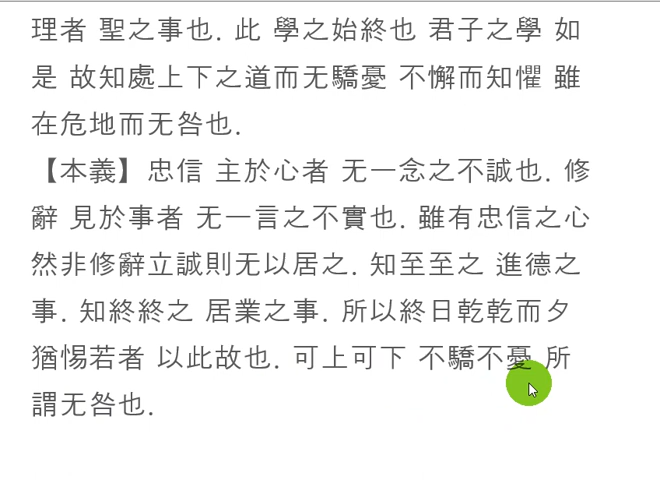 理者 聖之事也. 此 學之始終也 君子之學 如
是 故知處上下之道而无驕憂 不懈而知懼 雖
在危地而无咎也.
【本義】忠信 主於心者 无一念之不誠也. 修
辭 見於事者 无一言之不實也. 雖有忠信之心
然非修辭立誠則无以居之. 知至至之 進德之
事. 知終終之 居業之事. 所以終日乾乾而夕
猶惕若者 以此故也. 可上可下 不驕不憂 所
謂无咎也.